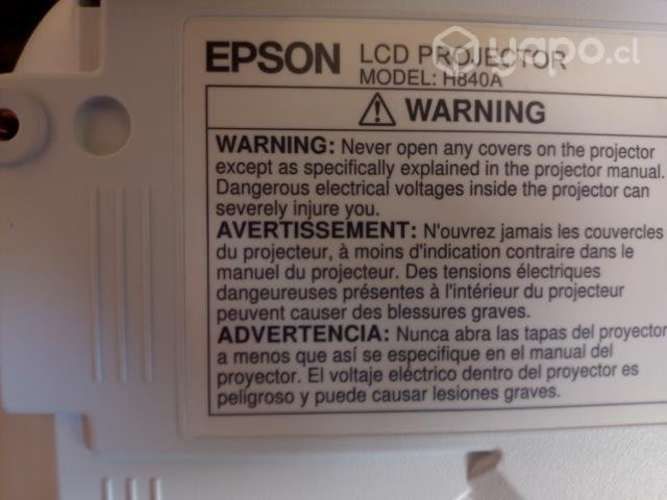 yapo.cl
EPSON LCD PROJECTOR
MODEL: H840A
WARNING
WARNING: Never open any covers on the projector
except as specifically explained in the projector manual.
Dangerous electrical voltages inside the projector can
severely injure you.
AVERTISSEMENT: N'ouvrez jamais les couvercles
du projecteur, à moins d'indication contraire dans le
manuel du projecteur. Des tensions électriques
dangeureuses présentes à l'intérieur du projecteur
peuvent causer des blessures graves.
ADVERTENCIA: Nunca abra las tapas del proyector
a menos que así se especifique en el manual del
proyector. El voltaje eléctrico dentro del proyector es
peligroso y puede causar lesiones graves.